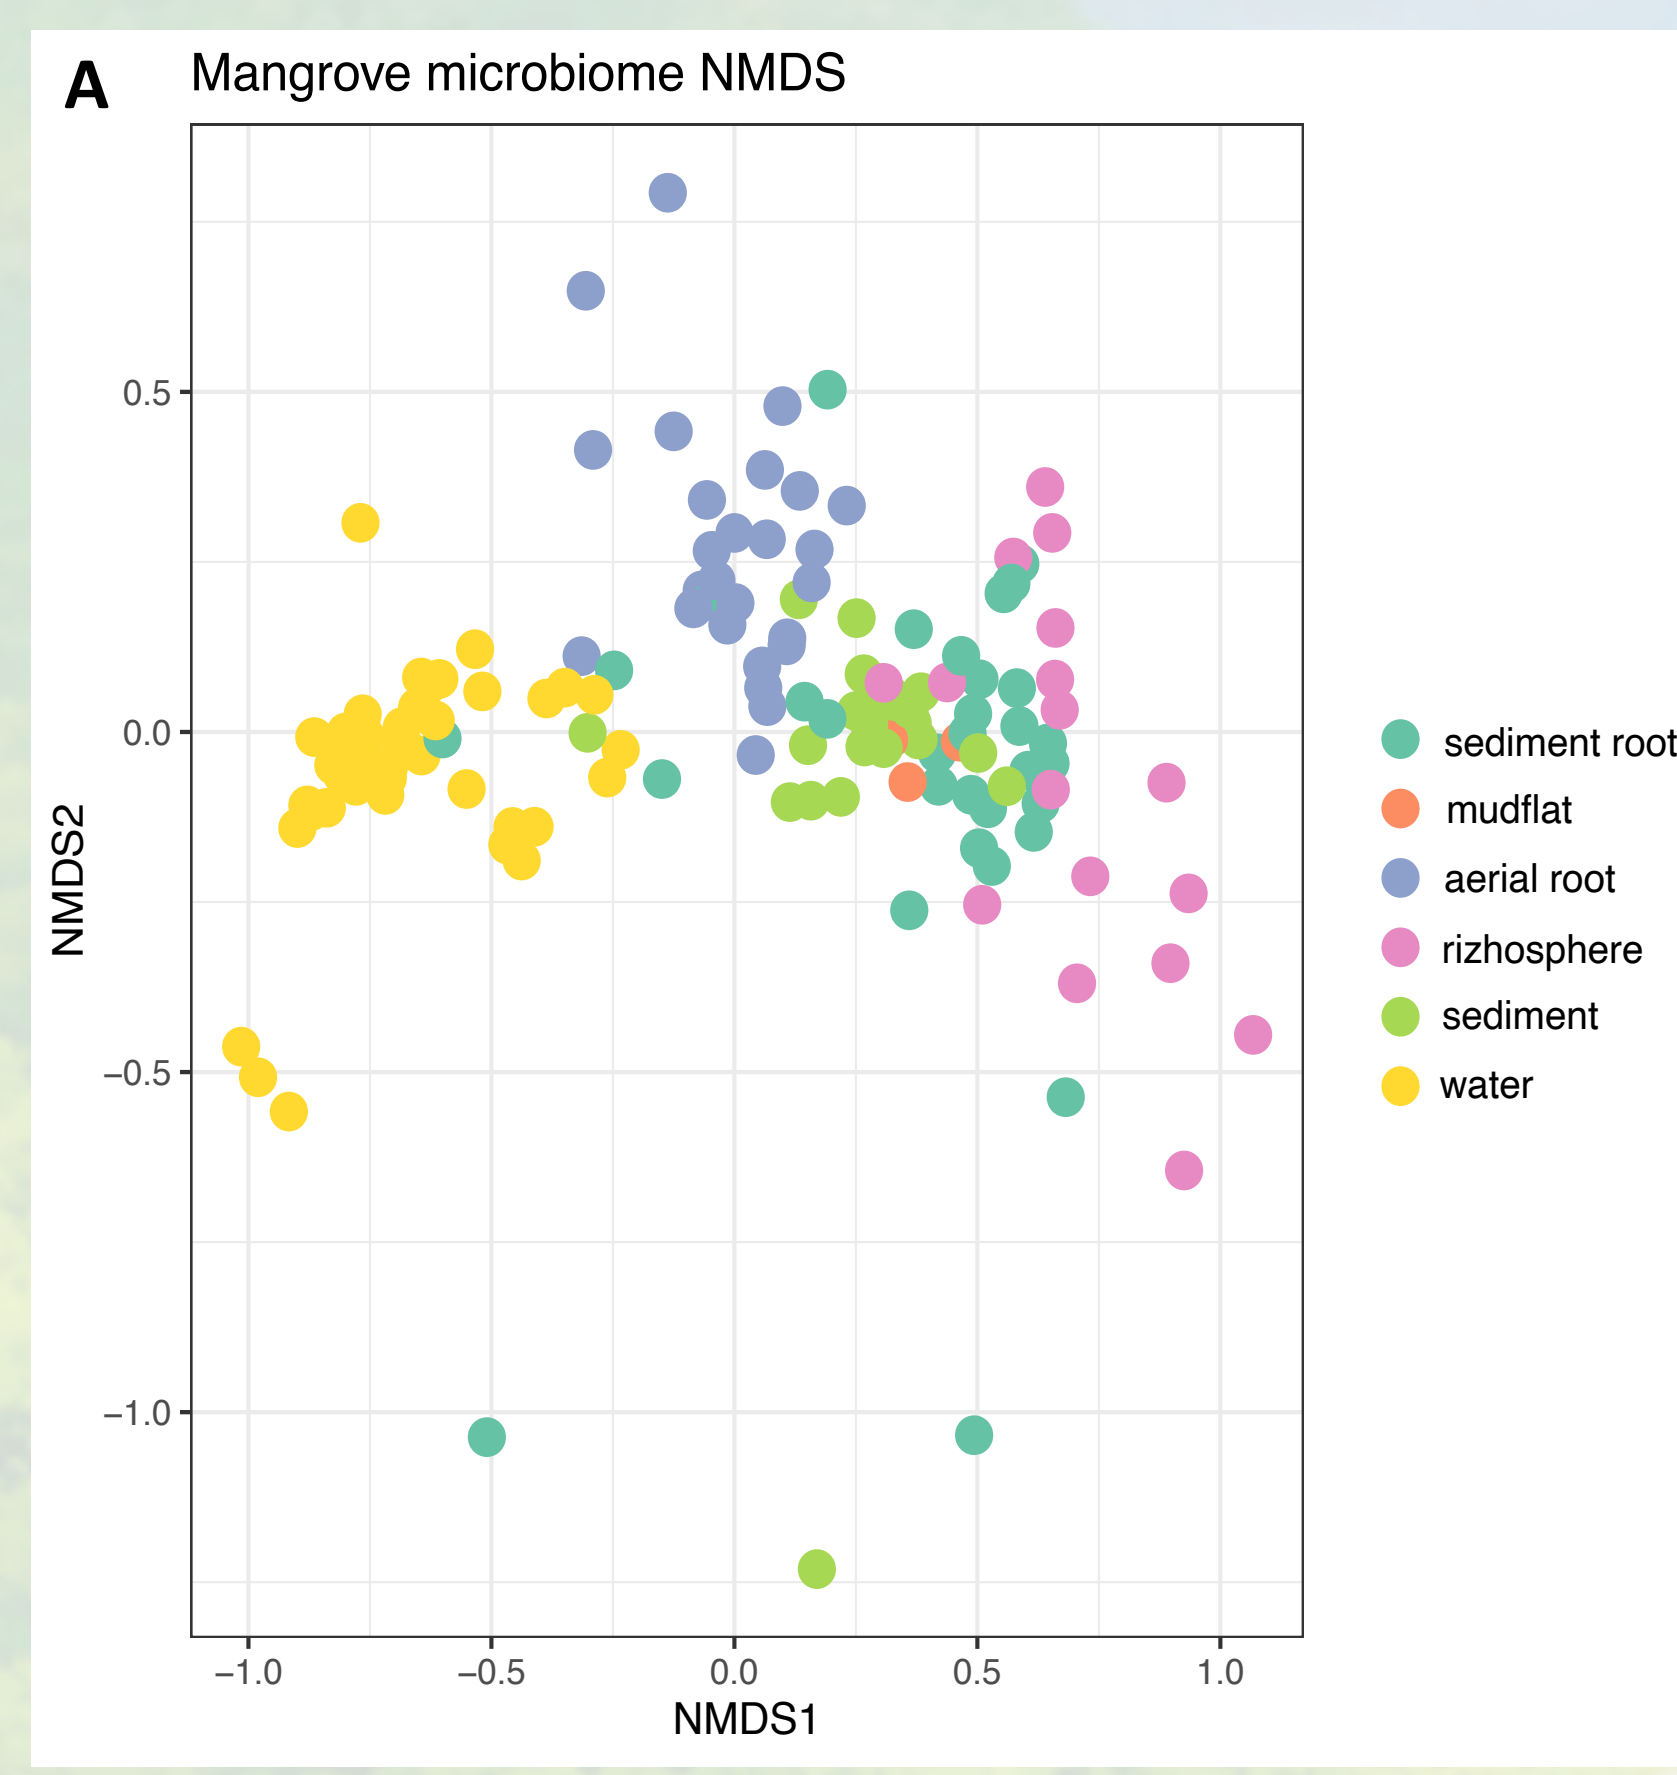 A
Mangrove microbiome NMDS
0.5
0.0
−0.5
−1.0
NMDS2
−1.0 −0.5 0.0 0.5 1.0
NMDS1
sediment root
mudflat
aerial root
rizhosphere
sediment
water